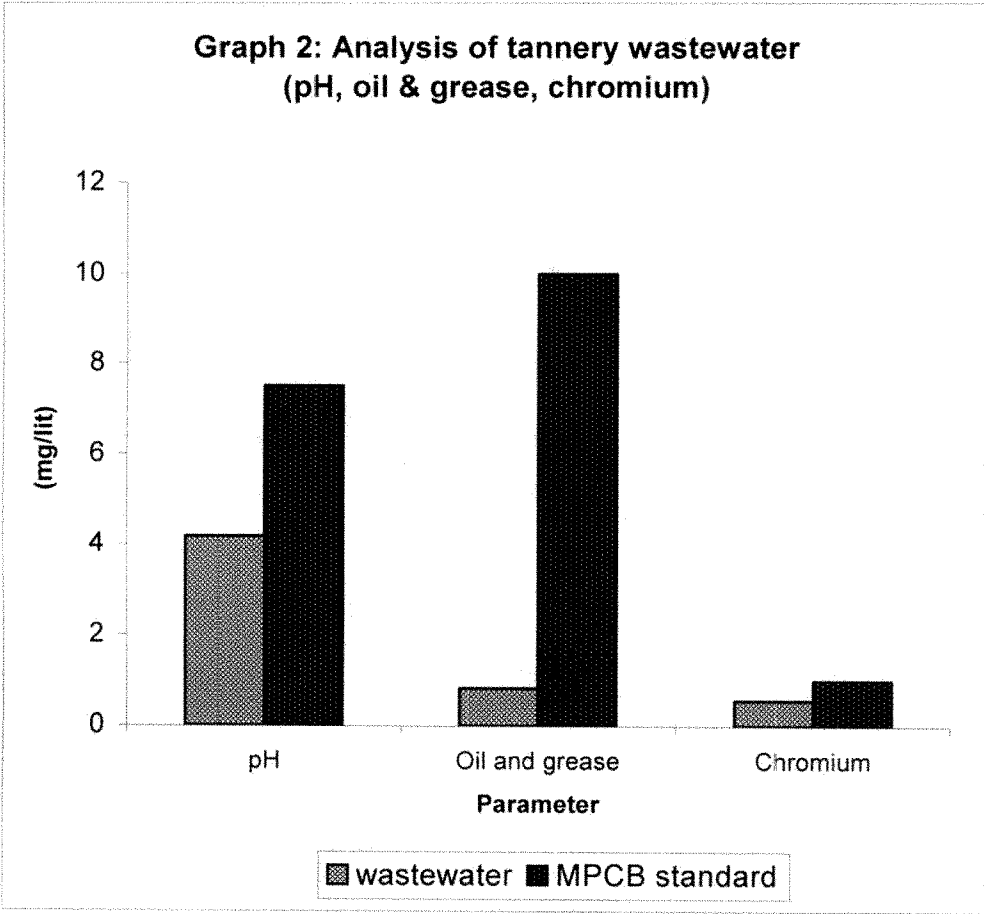 Graph 2: Analysis of tannery wastewater
(pH, oil & grease, chromium)
12
10
8
6
4
2
0
(mg/lit)
pH Oil and grease Chromium
Parameter
wastewater MPCB standard